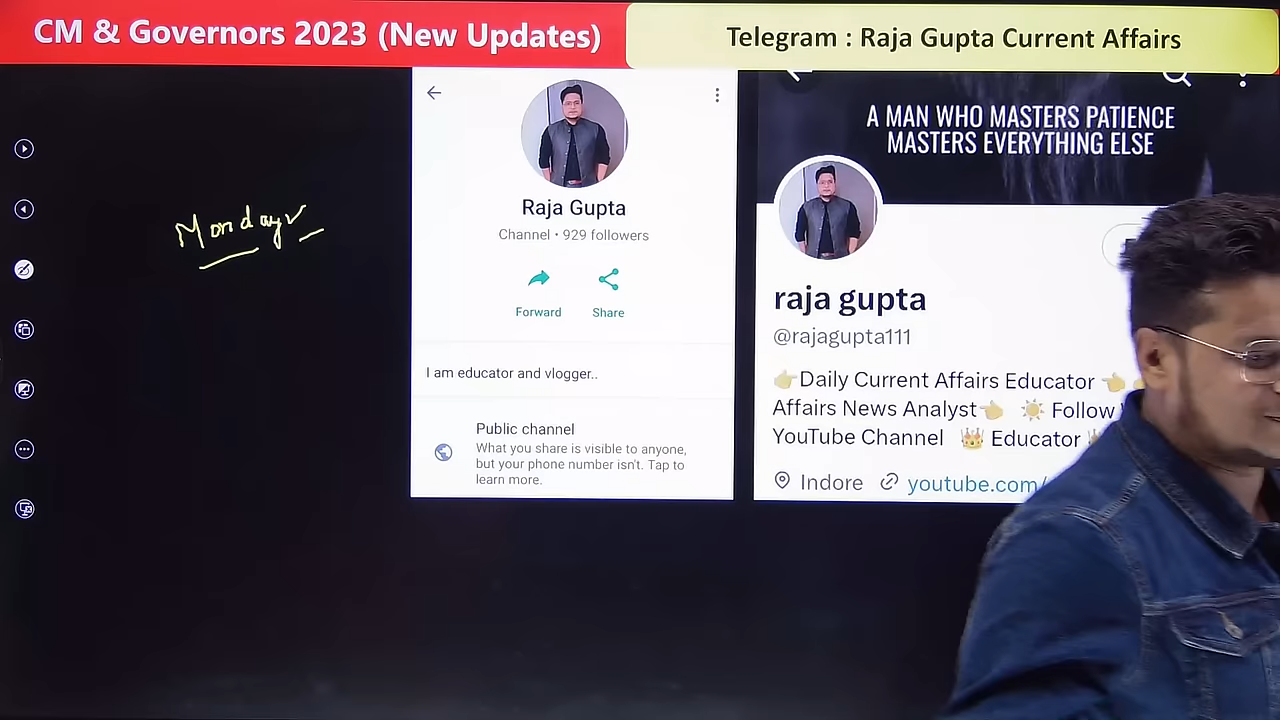 CM & Governors 2023 (New Updates)
Telegram : Raja Gupta Current Affairs
Monday
Raja Gupta
Channel • 929 followers
Forward
Share
I am educator and vlogger..
Public channel
What you share is visible to anyone,
but your phone number isn't. Tap to
learn more.
A MAN WHO MASTERS PATIENCE
MASTERS EVERYTHING ELSE
raja gupta
@rajagupta111
👉Daily Current Affairs Educator 👈
Affairs News Analyst👈 ☀️ Follow
YouTube Channel 👑 Educator
Indore
youtube.com/